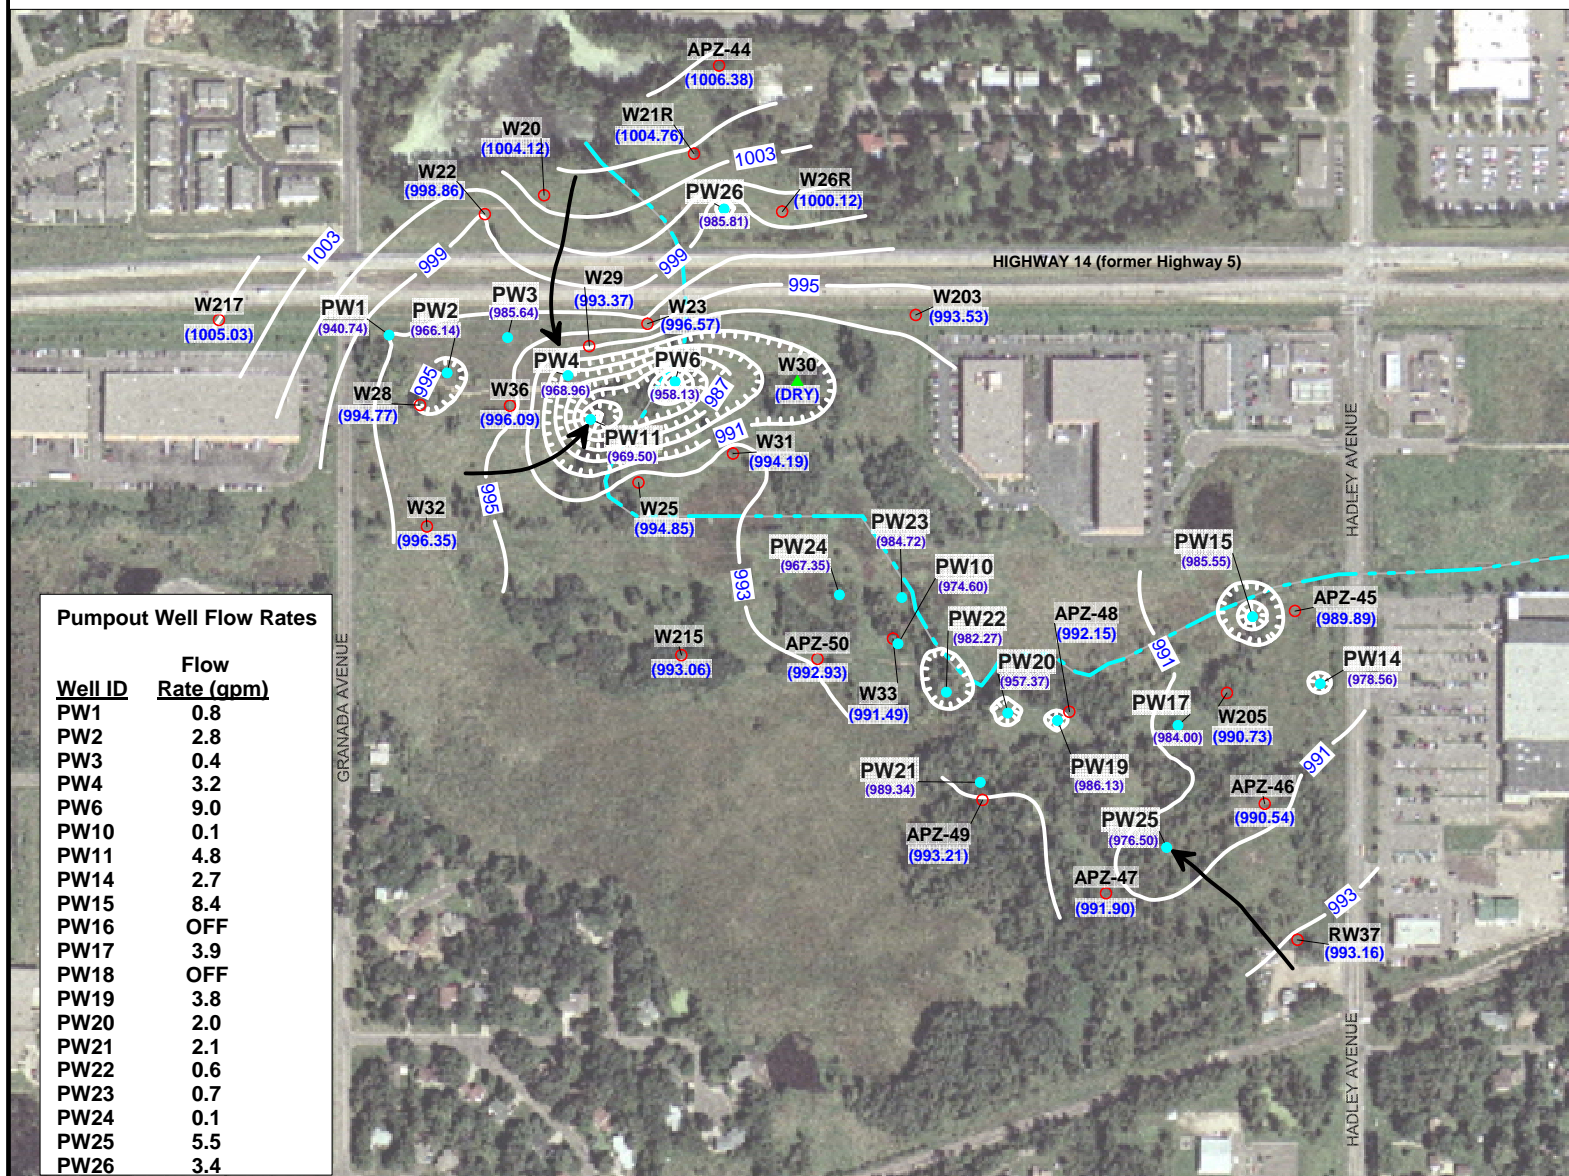 APZ-44
(1006.38)
W21R
(1004.76)
W20
(1004.12)
1003
W22
(998.86)
PW26
(985.81)
W26R
(1000.12)
1003
999
999
HIGHWAY 14 (former Highway 5)
W29
(993.37)
995
W217
(1005.03)
PW1
(940.74)
PW2
(966.14)
PW3
(985.64)
W23
(996.57)
W203
(993.53)
PW4
(968.96)
PW6
(958.13)
W30
(DRY)
987
995
W28
(994.77)
W36
(996.09)
PW11
(969.50)
991
W31
(994.19)
HADLEY AVENUE
995
W32
(996.35)
W25
(994.85)
PW23
(984.72)
PW24
(967.35)
PW10
(974.60)
PW15
(985.55)
993
PW22
(982.27)
APZ-48
(992.15)
APZ-45
(989.89)
W215
(993.06)
APZ-50
(992.93)
991
PW20
(957.37)
PW14
(978.56)
W33
(991.49)
PW17
(984.00)
W205
(990.73)
PW21
(989.34)
PW19
(986.13)
991
APZ-46
(990.54)
APZ-49
(993.21)
PW25
(976.50)
APZ-47
(991.90)
993
RW37
(993.16)
GRANADA AVENUE
HADLEY AVENUE
Pumpout Well Flow Rates
Flow
Well ID Rate (gpm)
PW1 0.8
PW2 2.8
PW3 0.4
PW4 3.2
PW6 9.0
PW10 0.1
PW11 4.8
PW14 2.7
PW15 8.4
PW16 OFF
PW17 3.9
PW18 OFF
PW19 3.8
PW20 2.0
PW21 2.1
PW22 0.6
PW23 0.7
PW24 0.1
PW25 5.5
PW26 3.4